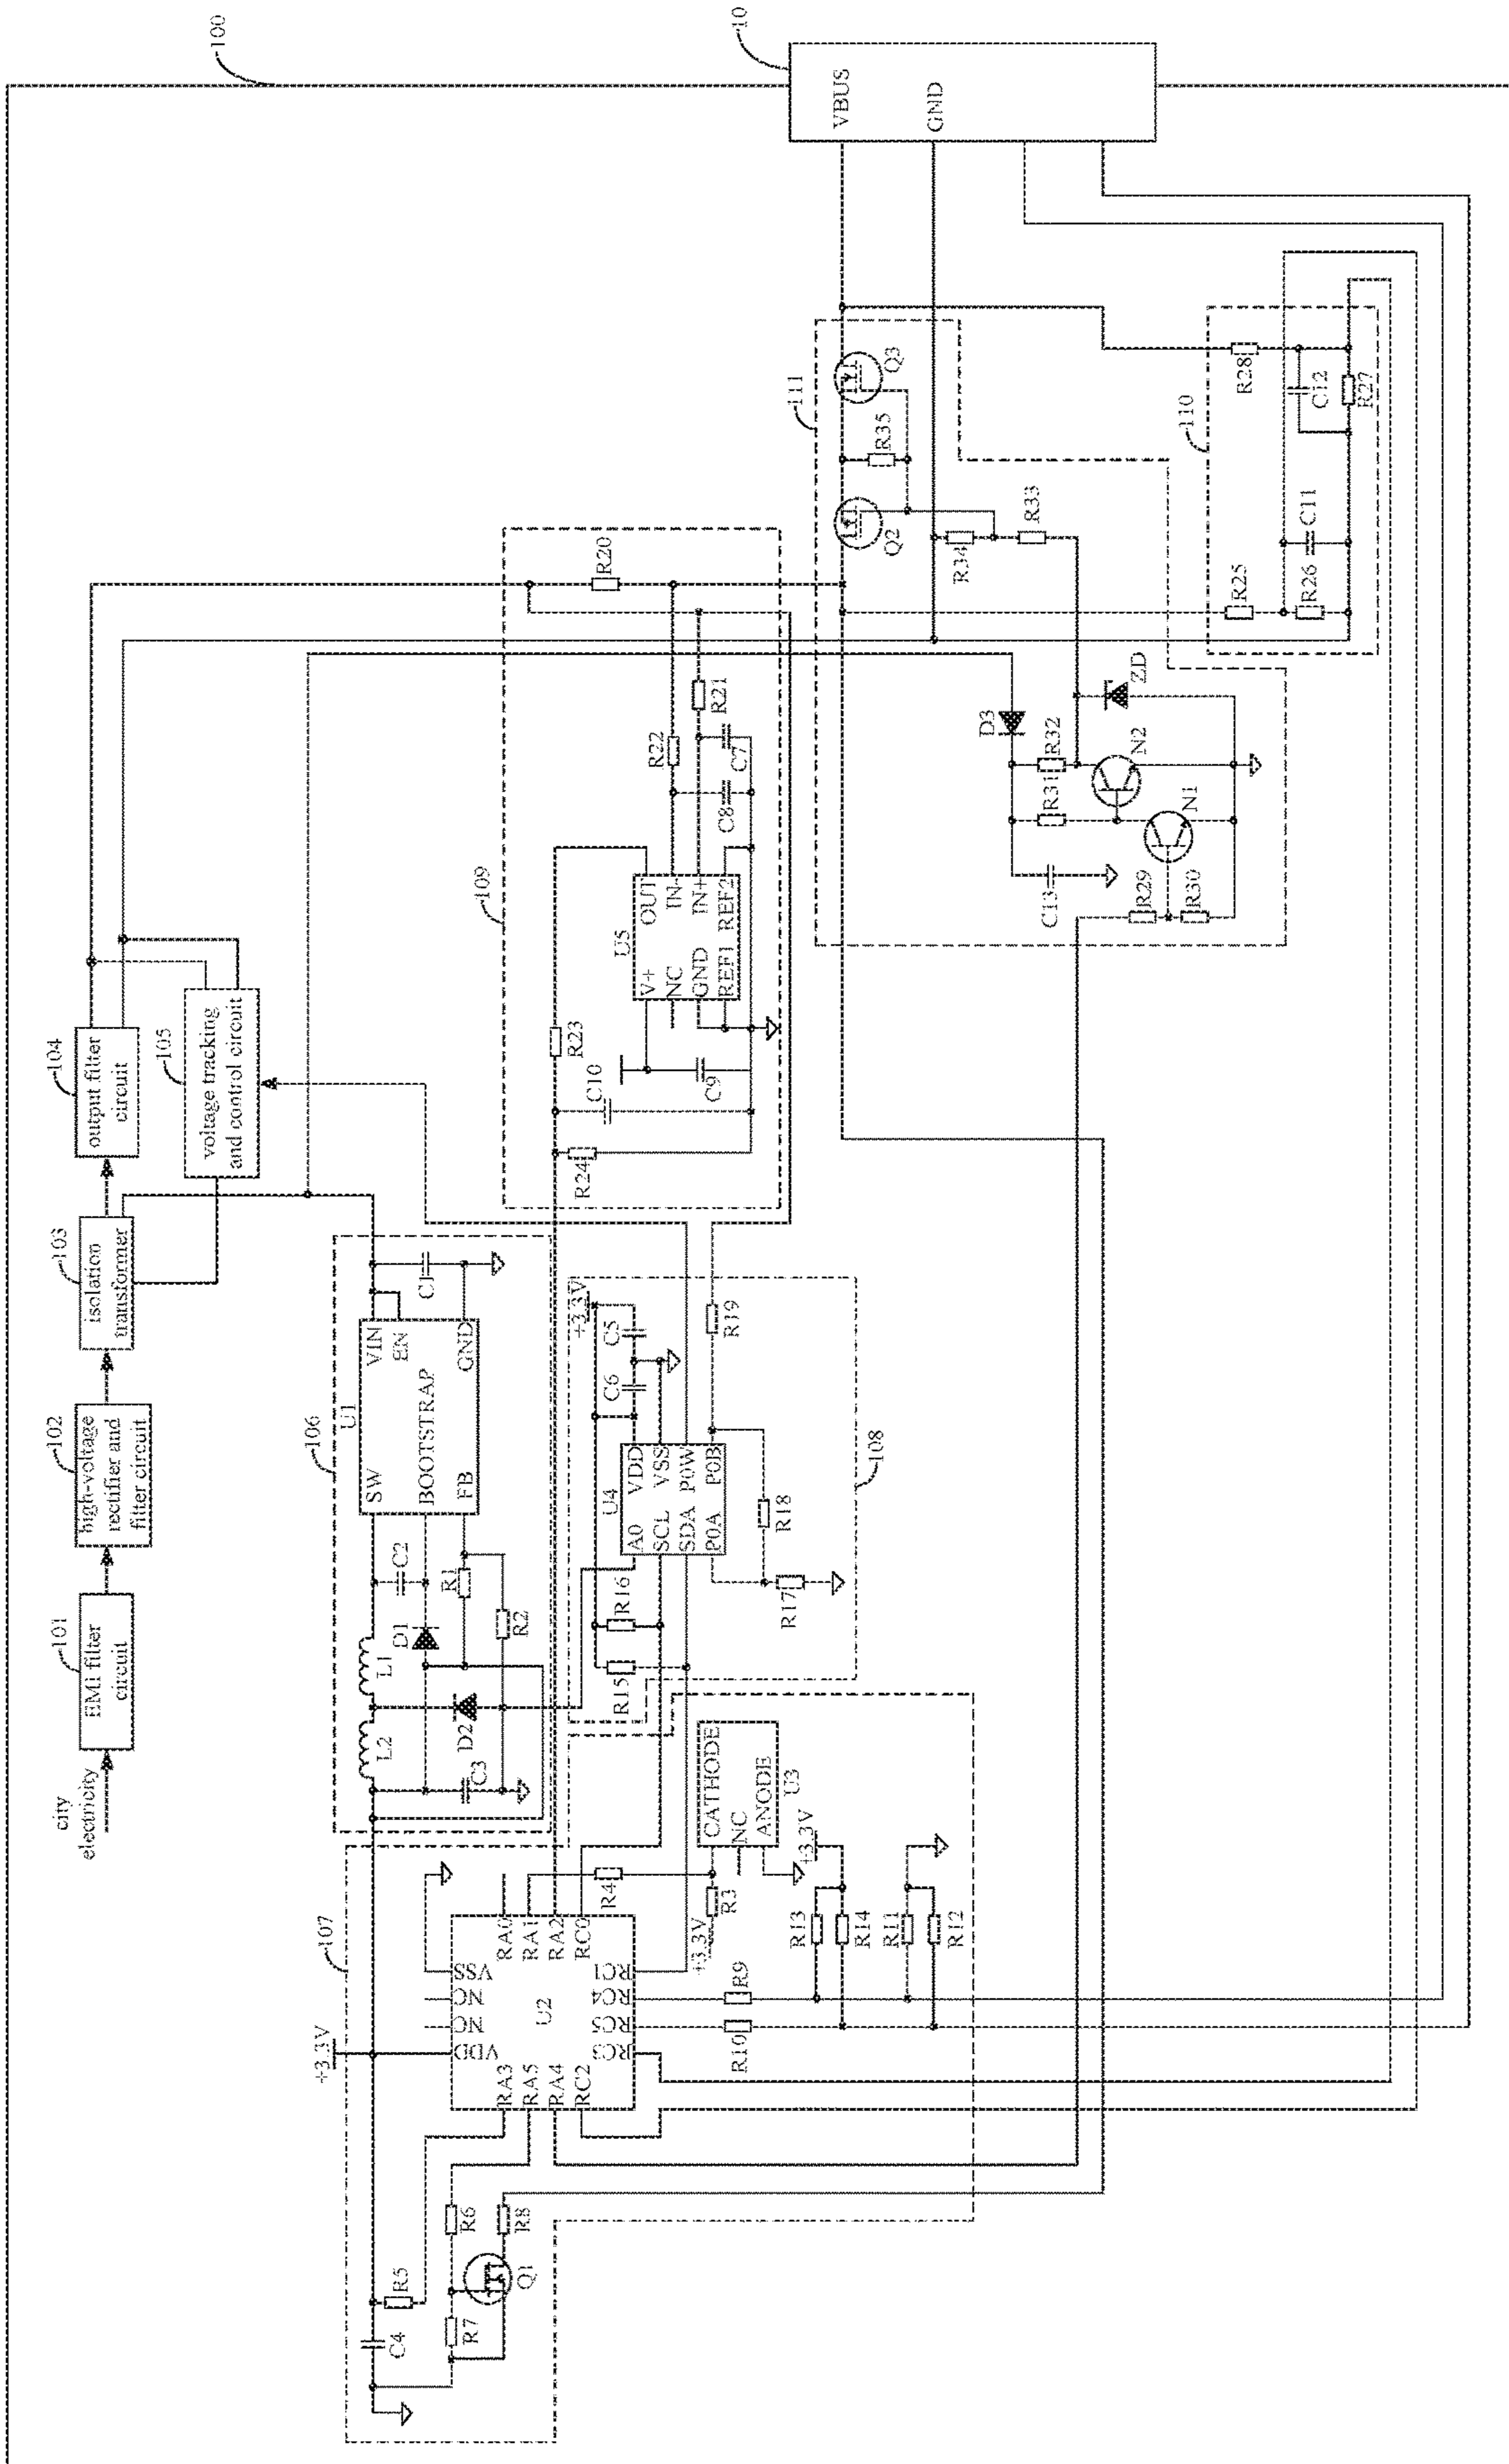 100
10
VBUS
GND
city
electricity
101
EMI filter
circuit
102
high-voltage
rectifier and
filter circuit
103
isolation
transformer
104
output filter
circuit
105
voltage tracking
and control circuit
106
U1
SW
VIN
EN
BOOTSTRAP
FB
GND
L2
L1
C2
C1
D1
D2
R1
R2
C3
107
+3.3V
C4
R5
R6
R7
R8
Q1
U2
VDD
NC
NC
VSS
RA3
RA5
RA4
RC2
RA0
RA1
RA2
RC0
RC3
RC5
RC4
RC1
R4
R3
+3.3V
CATHODE
NC
ANODE
U3
+3.3V
R13
R14
R11
R12
R9
R10
108
+3.3V
U4
A0
VDD
SCL
VSS
SDA
P0W
P0A
P0B
C5
C6
R15
R16
R17
R18
R19
109
U5
V+
OUT
NC
IN-
GND
IN+
REF1
REF2
R20
R21
R22
R23
R24
C7
C8
C9
C10
111
Q2
Q3
R35
R34
R33
D3
ZD
R32
R31
N2
N1
C13
R29
R30
110
R25
R26
C11
R28
C12
R27